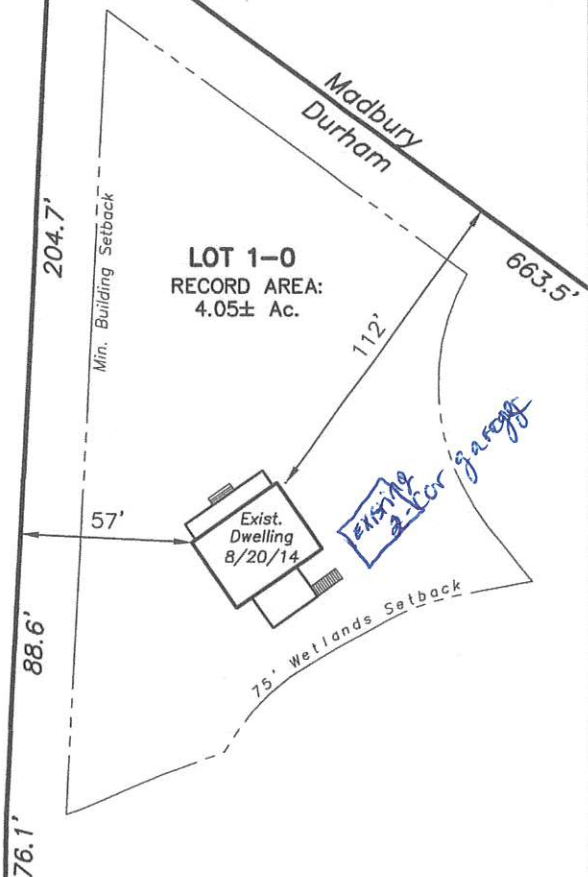 Madbury
Durham
204.7'
Min. Building Setback
LOT 1-0
RECORD AREA:
4.05± Ac.
663.5'
112'
existing
2-car garage
57'
Exist.
Dwelling
8/20/14
75' Wetlands Setback
88.6'
76.1'